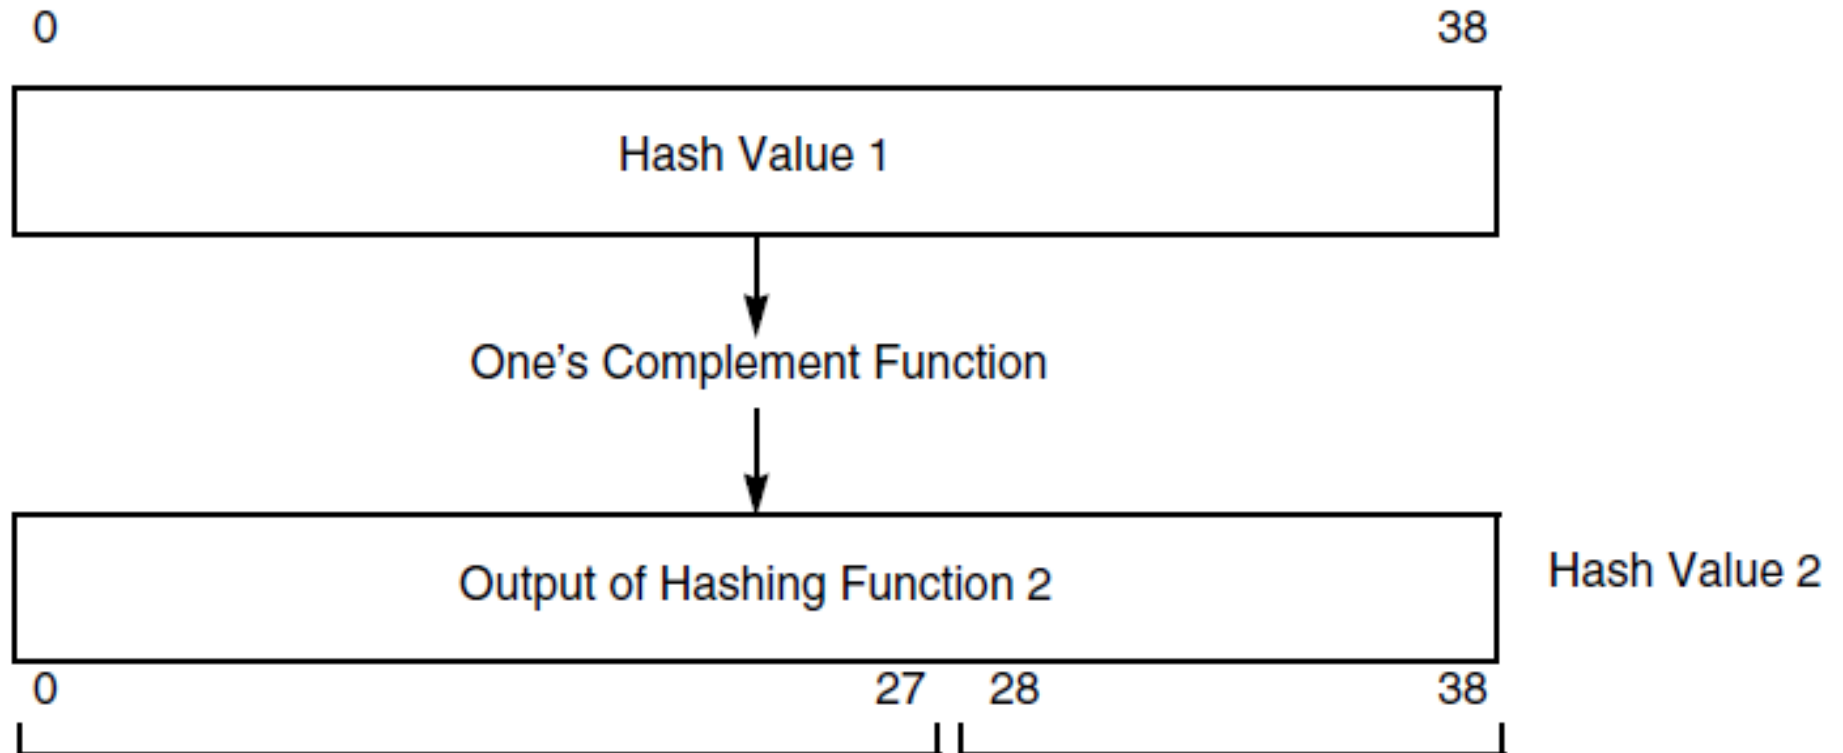 0 38
Hash Value 1
One’s Complement Function
Output of Hashing Function 2
Hash Value 2
0 27 28 38